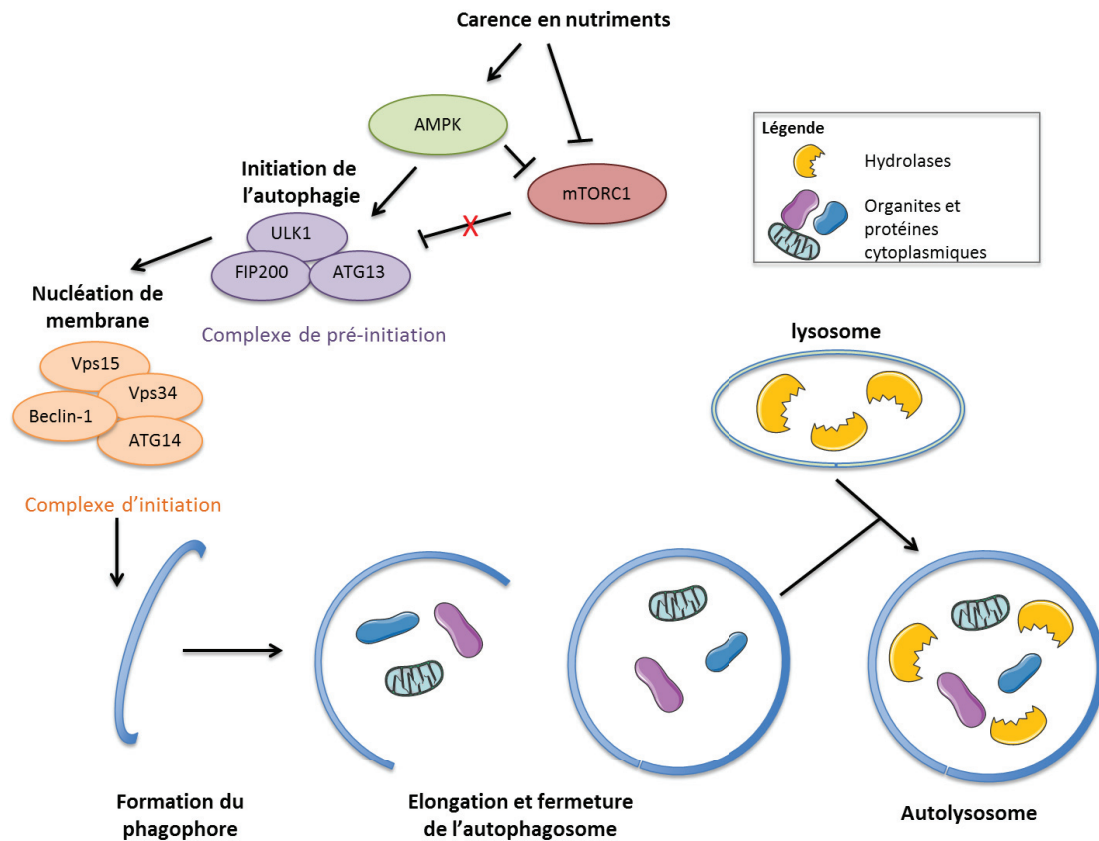 Carence en nutriments
AMPK
mTORC1
Initiation de
l’autophagie
ULK1
FIP200
ATG13
X
Complexe de pré-initiation
Nucléation de
membrane
Vps15
Vps34
Beclin-1
ATG14
Complexe d’initiation
Légende
Hydrolases
Organites et
protéines
cytoplasmiques
lysosome
Formation du
phagophore
Elongation et fermeture
de l’autophagosome
Autolysosome